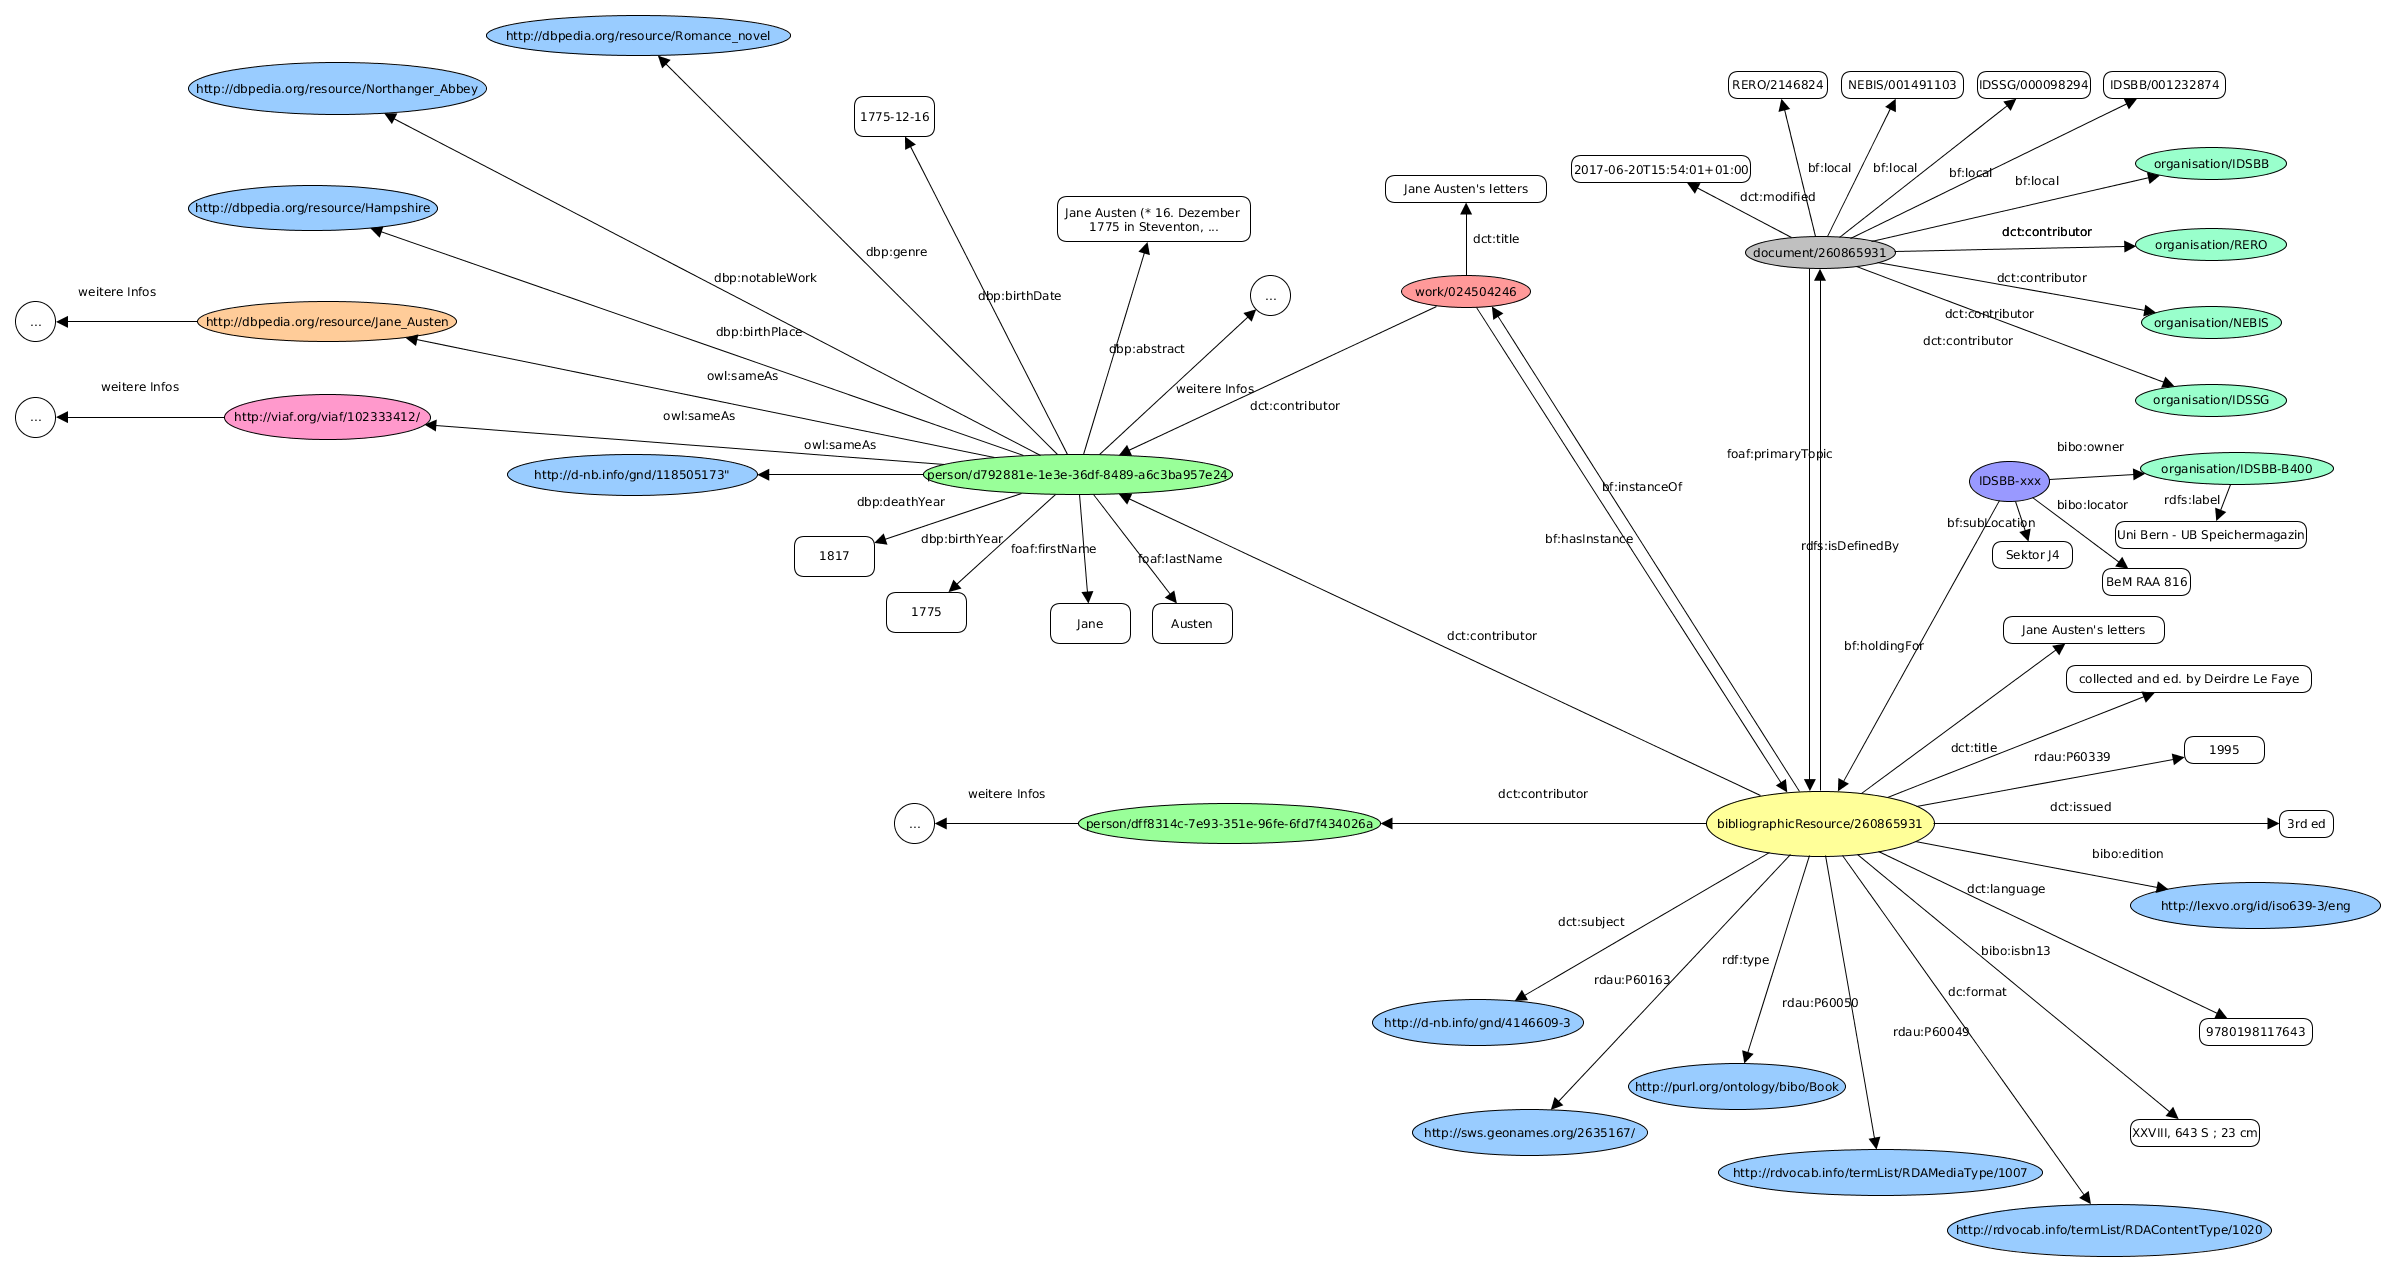 http://dbpedia.org/resource/Romance_novel
http://dbpedia.org/resource/Northanger_Abbey
RERO/2146824
NEBIS/001491103
IDSSG/000098294
IDSBB/001232874
1775-12-16
organisation/IDSBB
2017-06-20T15:54:01+01:00
bf:local
bf:local
bf:local
bf:local
Jane Austen's letters
dct:modified
http://dbpedia.org/resource/Hampshire
Jane Austen (* 16. Dezember
1775 in Steventon, ...
dct:title
dct:contributor
organisation/RERO
dbp:genre
document/260865931
dbp:notableWork
dct:contributor
weitere Infos
dbp:birthDate
...
work/024504246
dct:contributor
...
http://dbpedia.org/resource/Jane_Austen
organisation/NEBIS
dbp:birthPlace
dct:contributor
dbp:abstract
owl:sameAs
weitere Infos
weitere Infos
organisation/IDSSG
dct:contributor
...
http://viaf.org/viaf/102333412/
owl:sameAs
owl:sameAs
bibo:owner
foaf:primaryTopic
http://d-nb.info/gnd/118505173"
person/d792881e-1e3e-36df-8489-a6c3ba957e24
organisation/IDSBB-B400
IDSBB-xxx
bf:instanceOf
dbp:deathYear
rdfs:label
bibo:locator
bf:subLocation
Uni Bern - UB Speichermagazin
dbp:birthYear
foaf:firstName
bf:hasInstance
rdfs:isDefinedBy
1817
foaf:lastName
Sektor J4
BeM RAA 816
1775
Jane
Austen
Jane Austen's letters
dct:contributor
bf:holdingFor
collected and ed. by Deirdre Le Faye
dct:title
rdau:P60339
1995
weitere Infos
dct:contributor
dct:issued
...
person/dff8314c-7e93-351e-96fe-6fd7f434026a
bibliographicResource/260865931
3rd ed
bibo:edition
dct:language
http://lexvo.org/id/iso639-3/eng
dct:subject
bibo:isbn13
rdf:type
rdau:P60163
dc:format
rdau:P60050
http://d-nb.info/gnd/4146609-3
rdau:P60049
9780198117643
http://purl.org/ontology/bibo/Book
http://sws.geonames.org/2635167/
XXVIII, 643 S ; 23 cm
http://rdvocab.info/termList/RDAMediaType/1007
http://rdvocab.info/termList/RDAContentType/1020